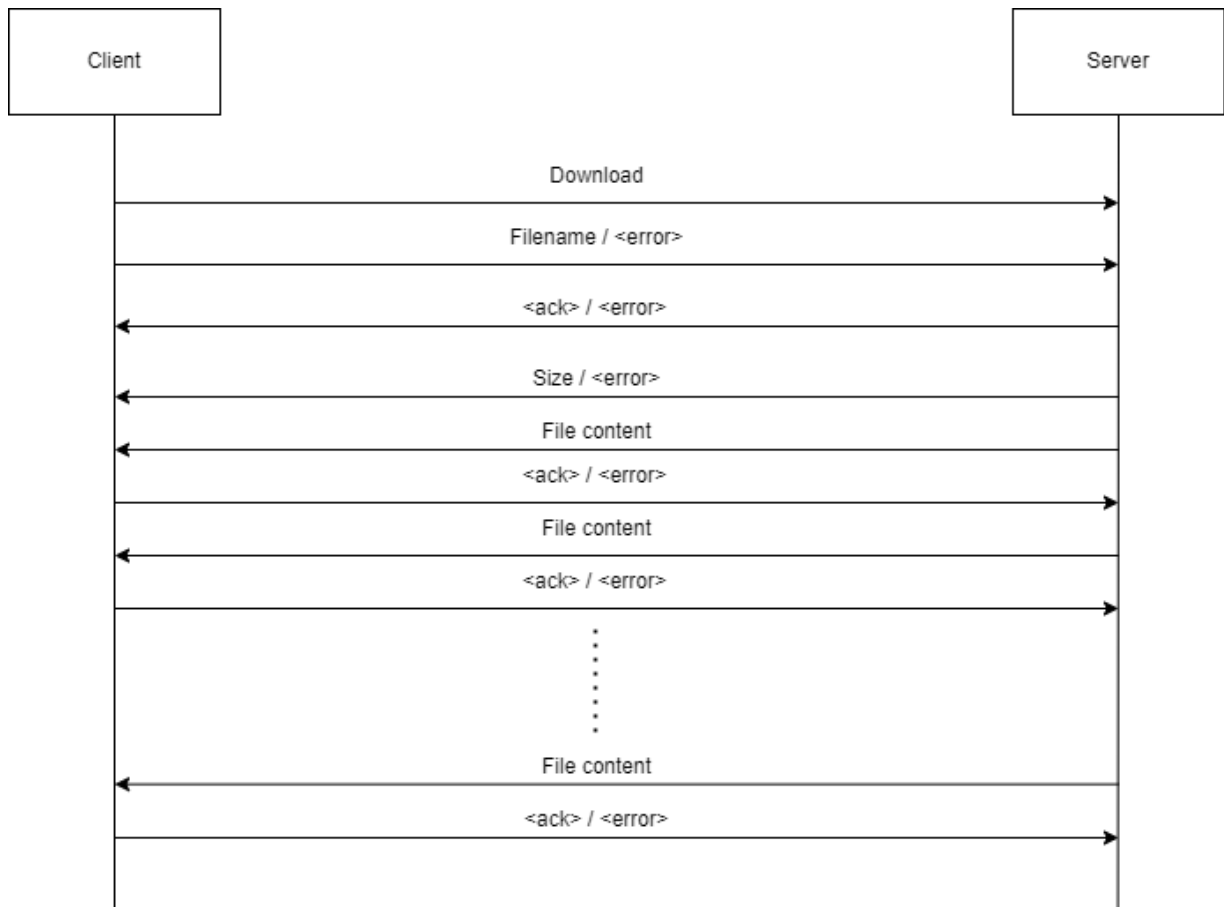 Client
Server
Download
Filename / <error>
<ack> / <error>
Size / <error>
File content
<ack> / <error>
File content
<ack> / <error>
File content
<ack> / <error>